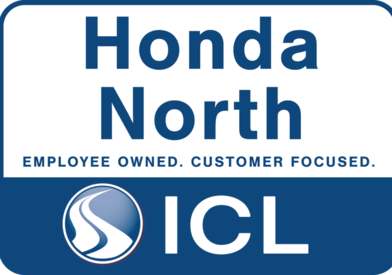 Honda
North
EMPLOYEE OWNED. CUSTOMER FOCUSED.
ICL